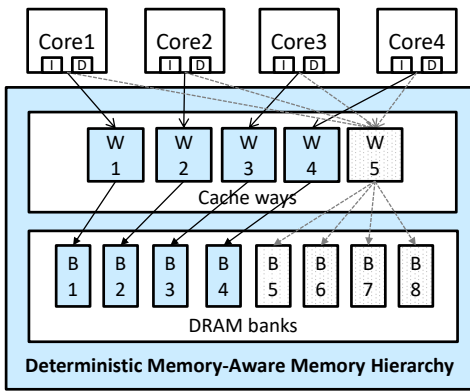 Core1 Core2 Core3 Core4
I D I D I D I D
W W W W W
1 2 3 4 5
Cache ways
B B B B B B B B
1 2 3 4 5 6 7 8
DRAM banks
Deterministic Memory-Aware Memory Hierarchy